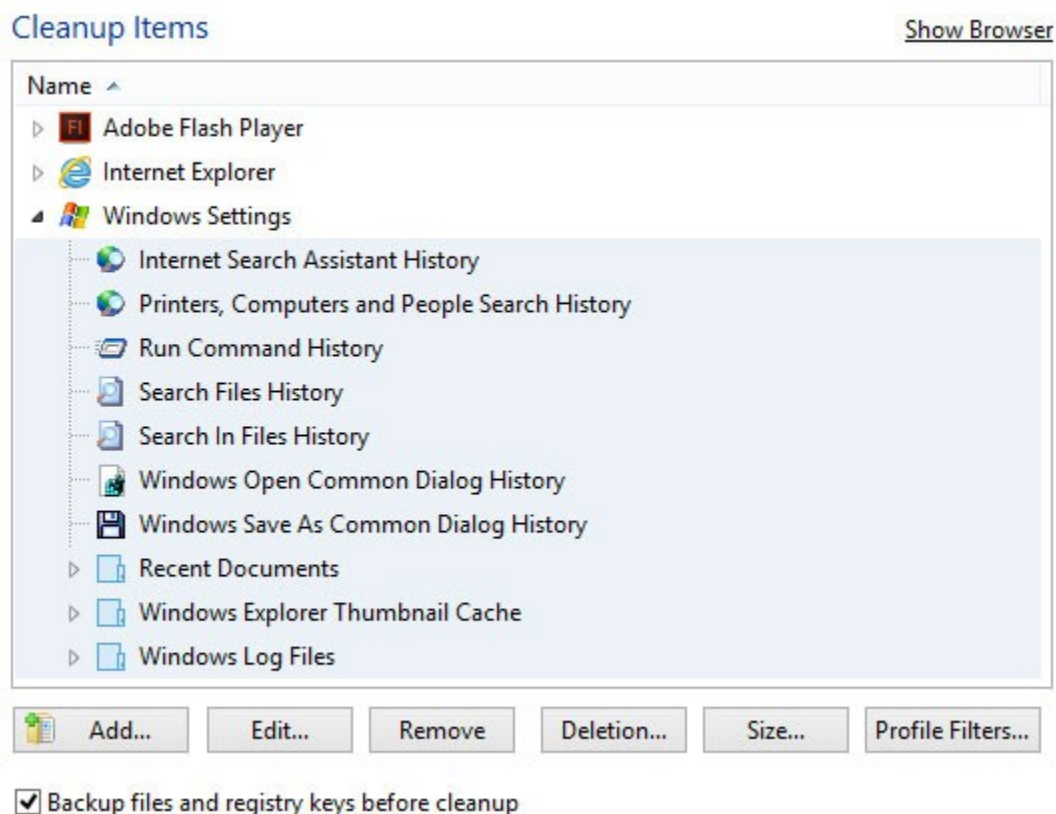 Cleanup Items
Show Browser
Name
Fl
Adobe Flash Player
Internet Explorer
Windows Settings
Internet Search Assistant History
Printers, Computers and People Search History
Run Command History
Search Files History
Search In Files History
Windows Open Common Dialog History
Windows Save As Common Dialog History
Recent Documents
Windows Explorer Thumbnail Cache
Windows Log Files
Add... Edit... Remove Deletion... Size... Profile Filters...
Backup files and registry keys before cleanup